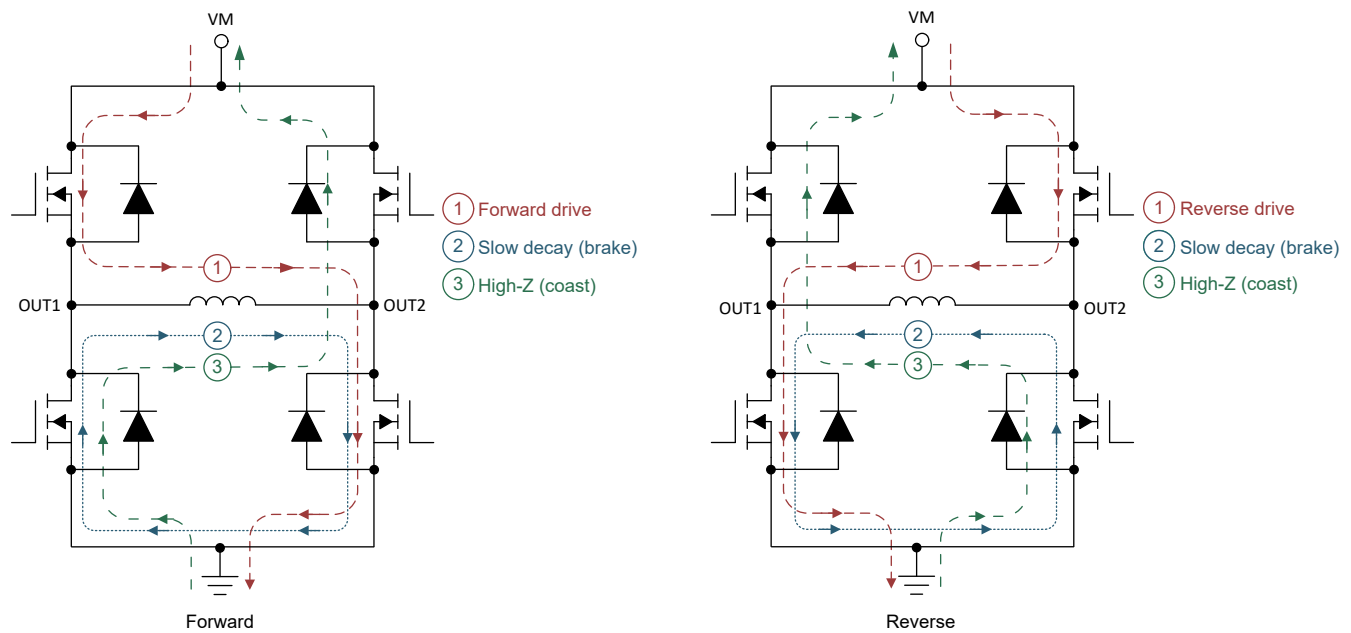 VM
1 Forward drive
2 Slow decay (brake)
3 High-Z (coast)
1
OUT1
OUT2
2
3
Forward
VM
1 Reverse drive
2 Slow decay (brake)
3 High-Z (coast)
1
OUT1
OUT2
2
3
Reverse